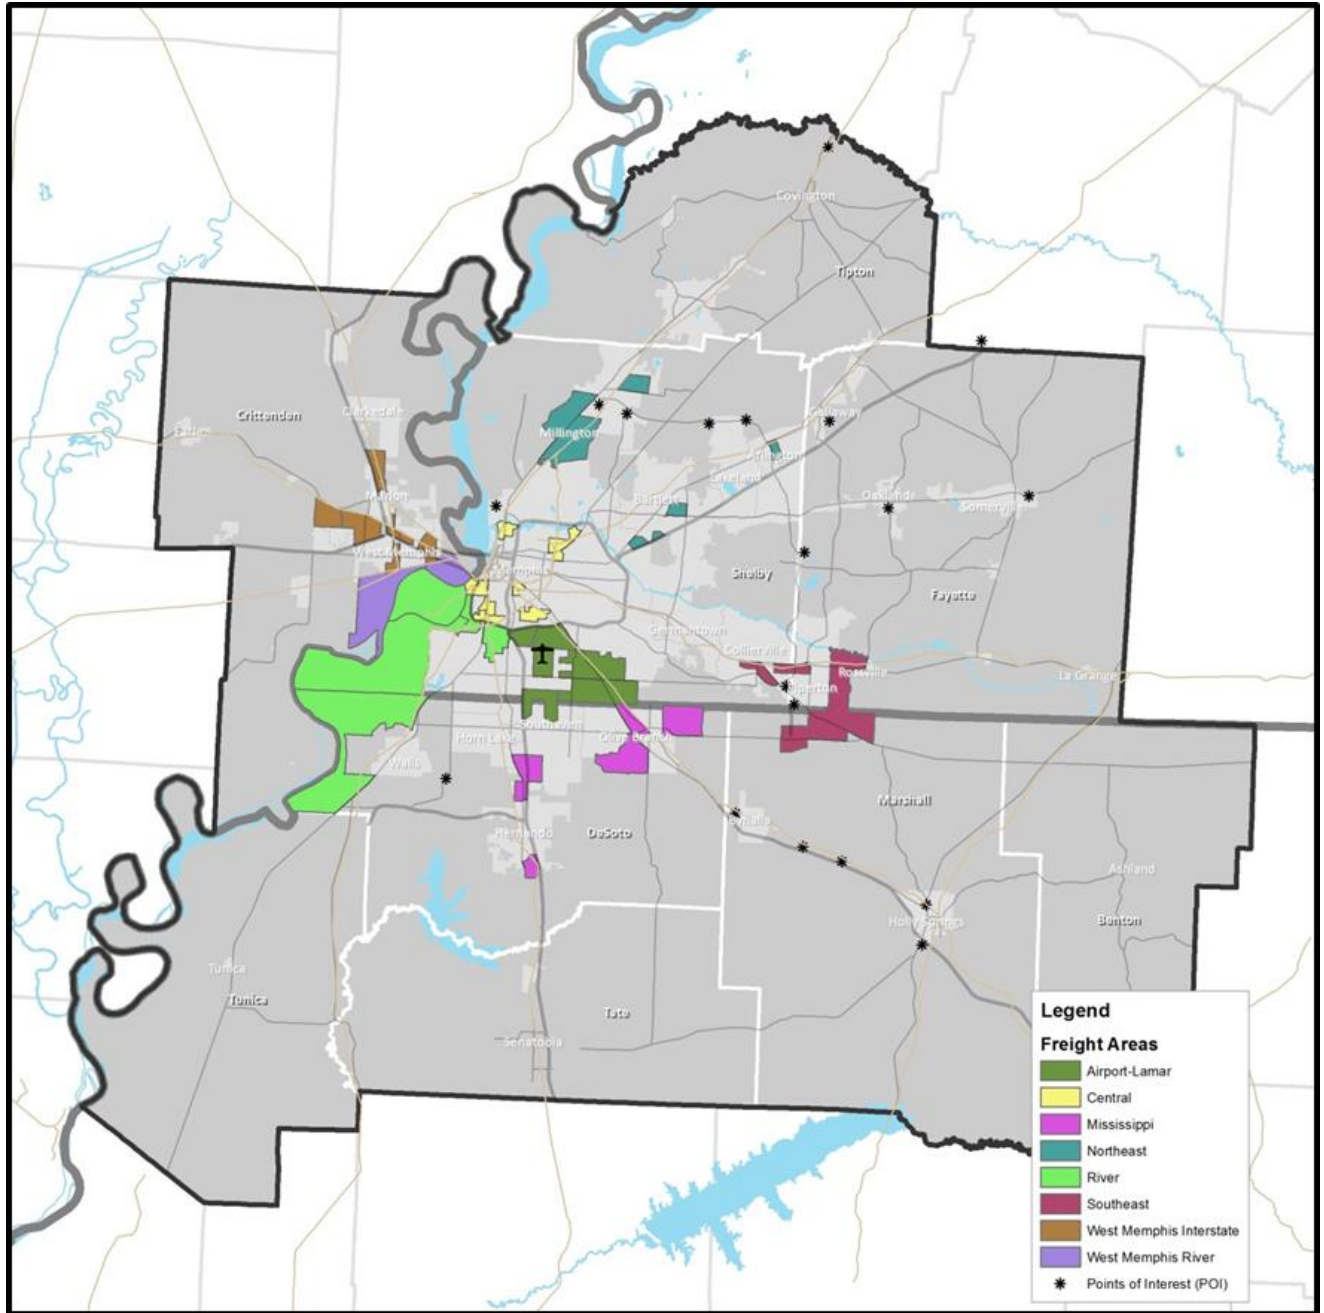 Covington
Tipton
Crittenden
Clarkedale
Earle
Millington
Gallaway
Arlington
Lakeland
Marion
Bartlett
Oakland
Somerville
West Memphis
Memphis
Shelby
Fayette
Germantown
Collierville
Rossville
La Grange
Piperton
Southaven
Horn Lake
Olive Branch
Walls
Marshall
Byhalia
Hernando
DeSoto
Ashland
Holly Springs
Benton
Tunica
Tunica
Tate
Senatobia
Legend
Freight Areas
Airport-Lamar
Central
Mississippi
Northeast
River
Southeast
West Memphis Interstate
West Memphis River
Points of Interest (POI)